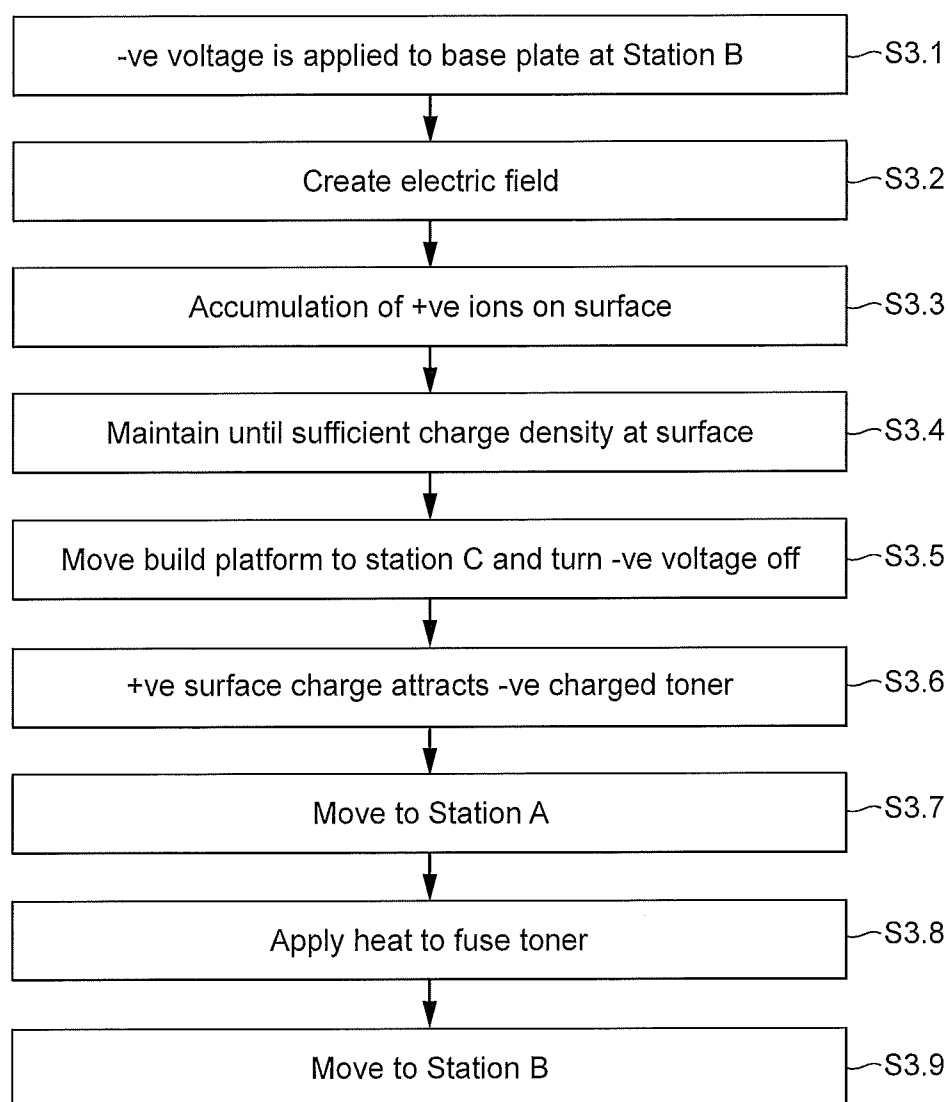 -ve voltage is applied to base plate at Station B
S3.1
Create electric field
S3.2
Accumulation of +ve ions on surface
S3.3
Maintain until sufficient charge density at surface
S3.4
Move build platform to station C and turn -ve voltage off
S3.5
+ve surface charge attracts -ve charged toner
S3.6
Move to Station A
S3.7
Apply heat to fuse toner
S3.8
Move to Station B
S3.9